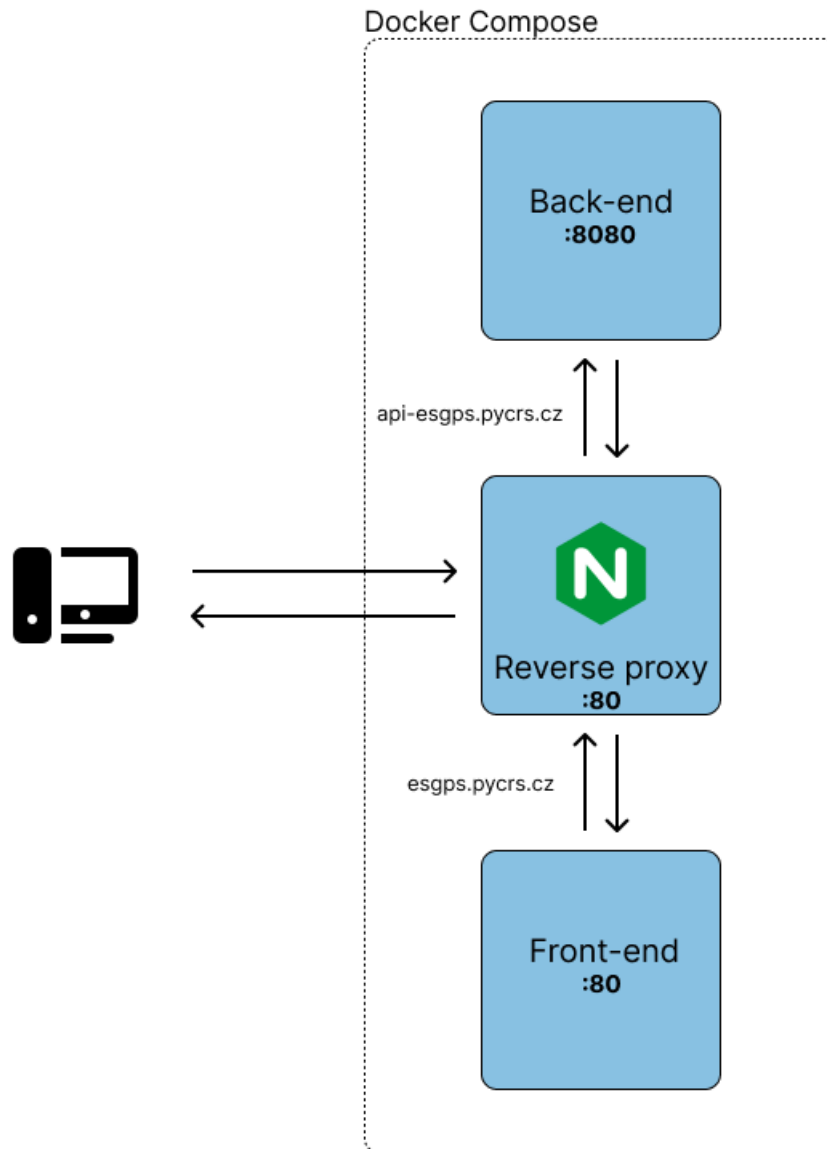 Docker Compose
Back-end
:8080
api-esgps.pycrs.cz
N
Reverse proxy
:80
esgps.pycrs.cz
Front-end
:80